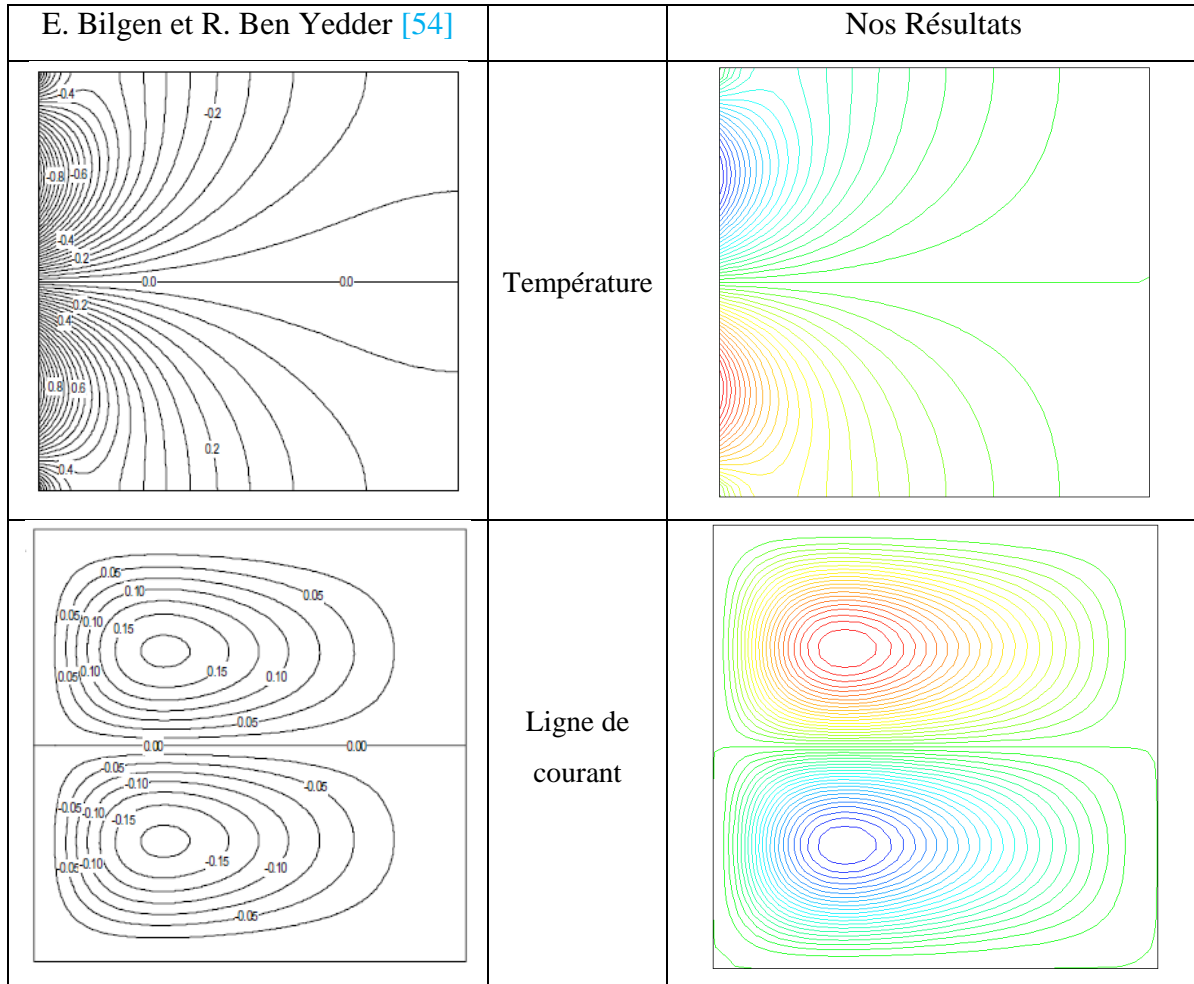 E. Bilgen et R. Ben Yedder [54]
Nos Résultats
-0.4
-0.2
-0.8 -0.6
-0.4
0.2
0.0 0.0
0.2
0.4
0.8 0.6
0.2
0.4
Température
0.05 0.05
0.10
0.05 0.10 0.15
0.15
0.05 0.10 0.10
0.05
0.00 0.00
-0.05 -0.05
-0.10
-0.05 -0.10 -0.15
-0.15
-0.05 -0.10 -0.10
-0.05
Ligne de
courant